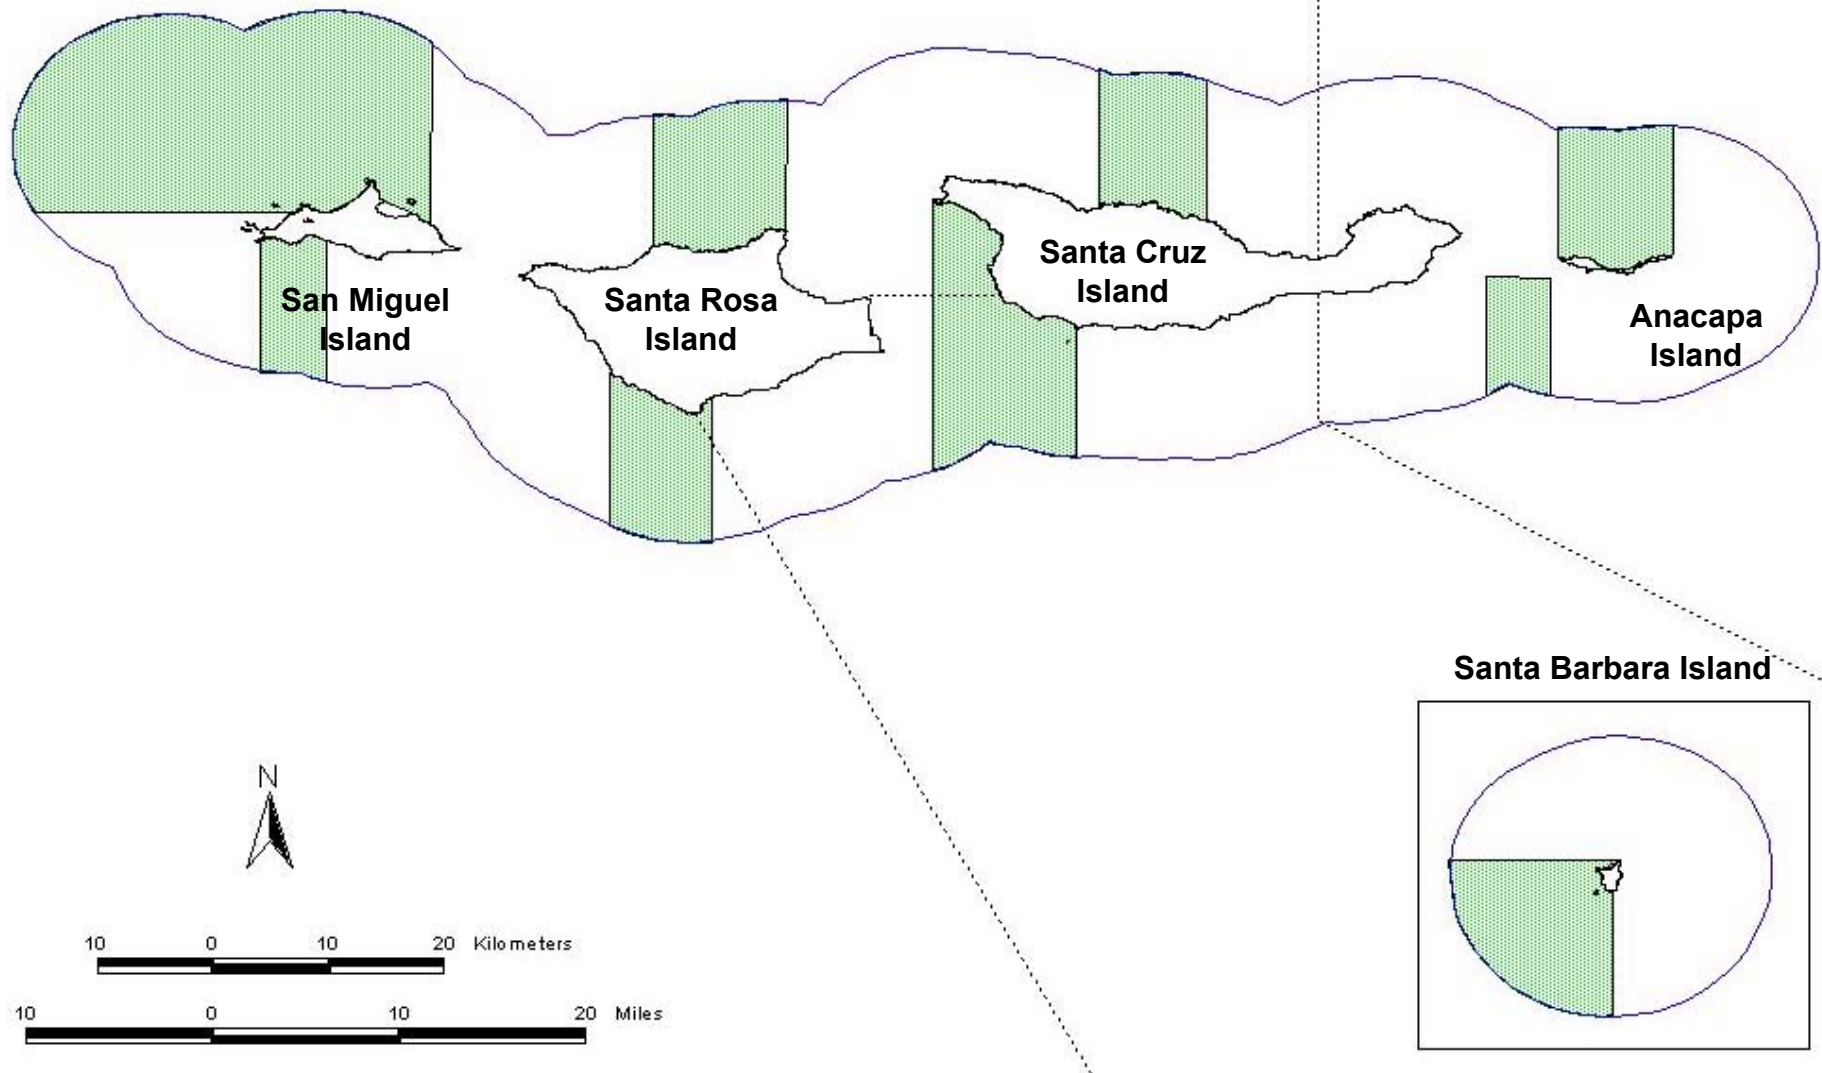 San Miguel
Island
Santa Rosa
Island
Santa Cruz
Island
Anacapa
Island
Santa Barbara Island
N
10 0 10 20 Kilometers
10 0 10 20 Miles